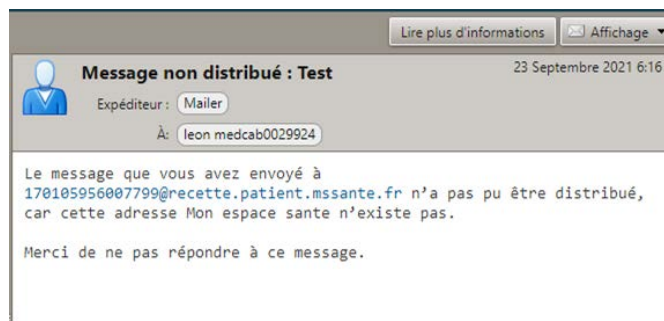 Lire plus d'informations Affichage
Message non distribué : Test 23 Septembre 2021 6:16
Expéditeur : Mailer
À: leon medcab0029924
Le message que vous avez envoyé à
170105956007799@recette.patient.mssante.fr n'a pas pu être distribué,
car cette adresse Mon espace sante n'existe pas.
Merci de ne pas répondre à ce message.